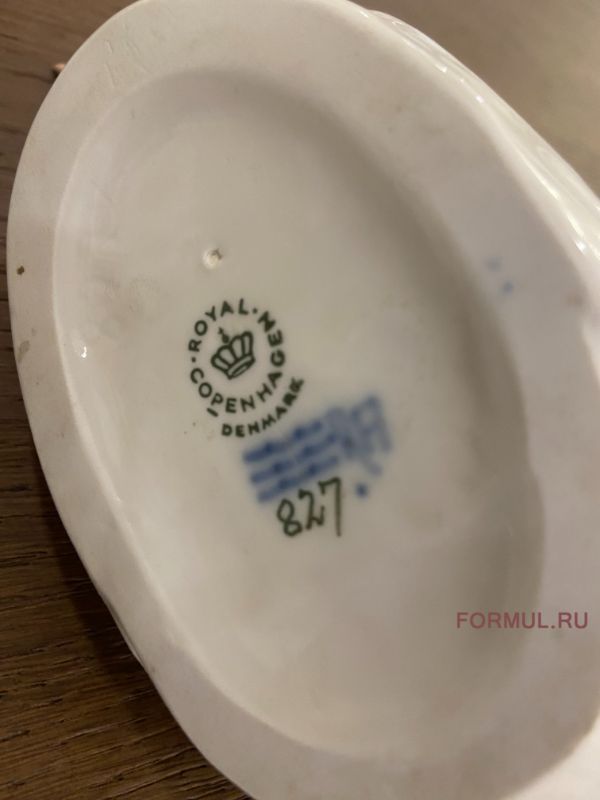 ROYAL
COPENHAGEN
DENMARK
827
FORMUL.RU